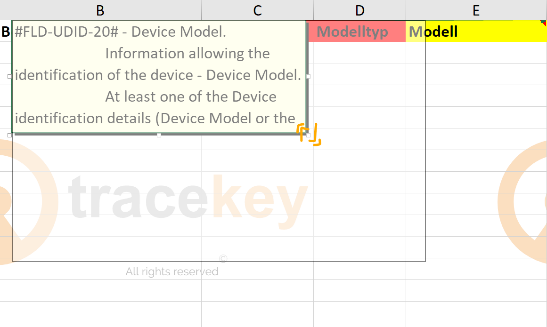 B C D E
B #FLD-UDID-20# - Device Model. Modelltyp Modell
Information allowing the
identification of the device - Device Model.
At least one of the Device
identification details (Device Model or the
tracekey
©
All rights reserved